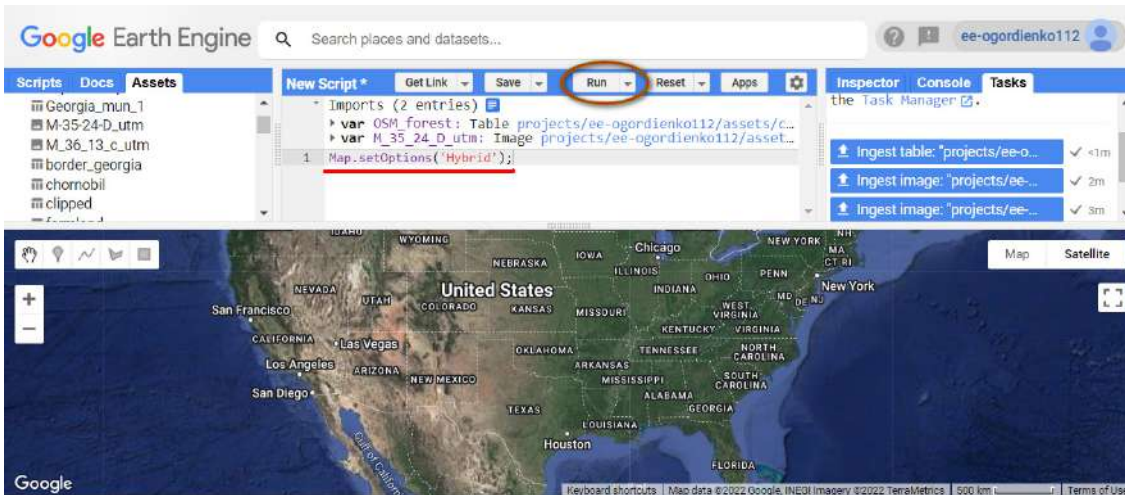 Google Earth Engine
Search places and datasets...
ee-ogordienko112
Scripts Docs Assets
Georgia_mun_1
M-35-24-D_utm
M_36_13_c_utm
border_georgia
chornobil
clipped
New Script *
Get Link
Save
Run
Reset
Apps
Imports (2 entries)
var OSM_forest: Table projects/ee-ogordienko112/assets/c...
var M_35_24_D_utm: Image projects/ee-ogordienko112/asset...
1 Map.setOptions('Hybrid');
Inspector Console Tasks
the Task Manager.
Ingest table: "projects/ee-o... <1m
Ingest image: "projects/ee-... 2m
Ingest image: "projects/ee-... 3m
Map Satellite
IDAHO
WYOMING
NEBRASKA
IOWA
Chicago
NEW YORK
NH
MA
CT RI
ILLINOIS
OHIO
PENN
New York
NEVADA
UTAH
United States
INDIANA
MD
DE NJ
San Francisco
COLORADO
KANSAS
MISSOURI
WEST
VIRGINIA
KENTUCKY
VIRGINIA
CALIFORNIA
Las Vegas
OKLAHOMA
TENNESSEE
NORTH
CAROLINA
Los Angeles
ARIZONA
NEW MEXICO
ARKANSAS
MISSISSIPPI
SOUTH
CAROLINA
San Diego
ALABAMA
TEXAS
GEORGIA
LOUISIANA
Houston
Gulf of California
FLORIDA
Google
Keyboard shortcuts
Map data ©2022 Google, INEGI Imagery ©2022 TerraMetrics
500 km
Terms of Use